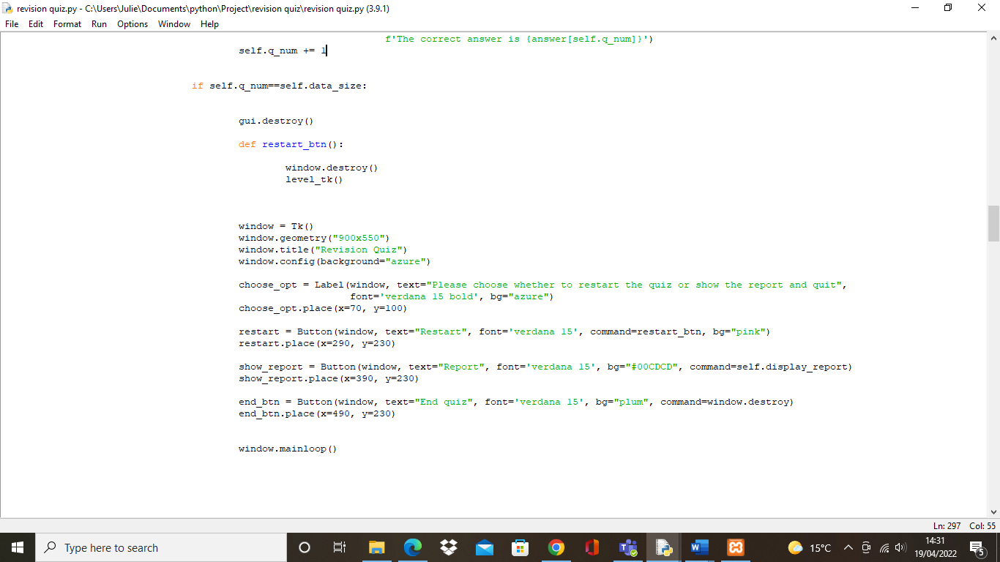 revision quiz.py - C:\Users\Julie\Documents\python\Project\revision quiz\revision quiz.py (3.9.1)
File Edit Format Run Options Window Help
f'The correct answer is {answer[self.q_num]}')
self.q_num += 1
if self.q_num==self.data_size:
gui.destroy()
def restart_btn():
window.destroy()
level_tk()
window = Tk()
window.geometry("900x550")
window.title("Revision Quiz")
window.config(background="azure")
choose_opt = Label(window, text="Please choose whether to restart the quiz or show the report and quit",
font='verdana 15 bold', bg="azure")
choose_opt.place(x=70, y=100)
restart = Button(window, text="Restart", font='verdana 15', command=restart_btn, bg="pink")
restart.place(x=290, y=230)
show_report = Button(window, text="Report", font='verdana 15', bg="#00CDCD", command=self.display_report)
show_report.place(x=390, y=230)
end_btn = Button(window, text="End quiz", font='verdana 15', bg="plum", command=window.destroy)
end_btn.place(x=490, y=230)
window.mainloop()
Ln: 297 Col: 55
Type here to search
15°C
14:31
19/04/2022
5